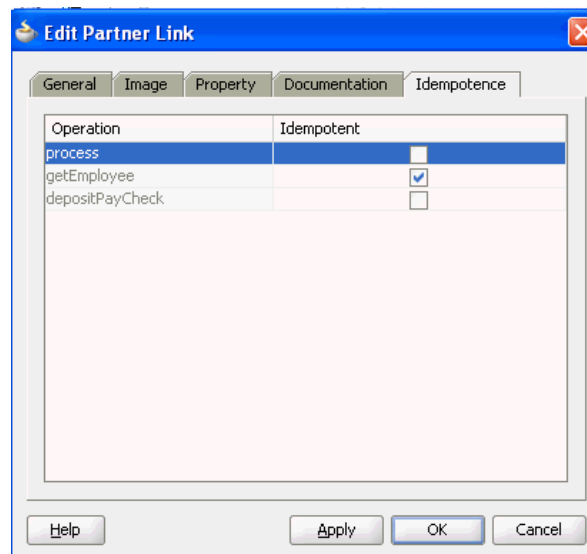 Edit Partner Link
General Image Property Documentation Idempotence
Operation Idempotent
process
getEmployee
depositPayCheck
Help Apply OK Cancel